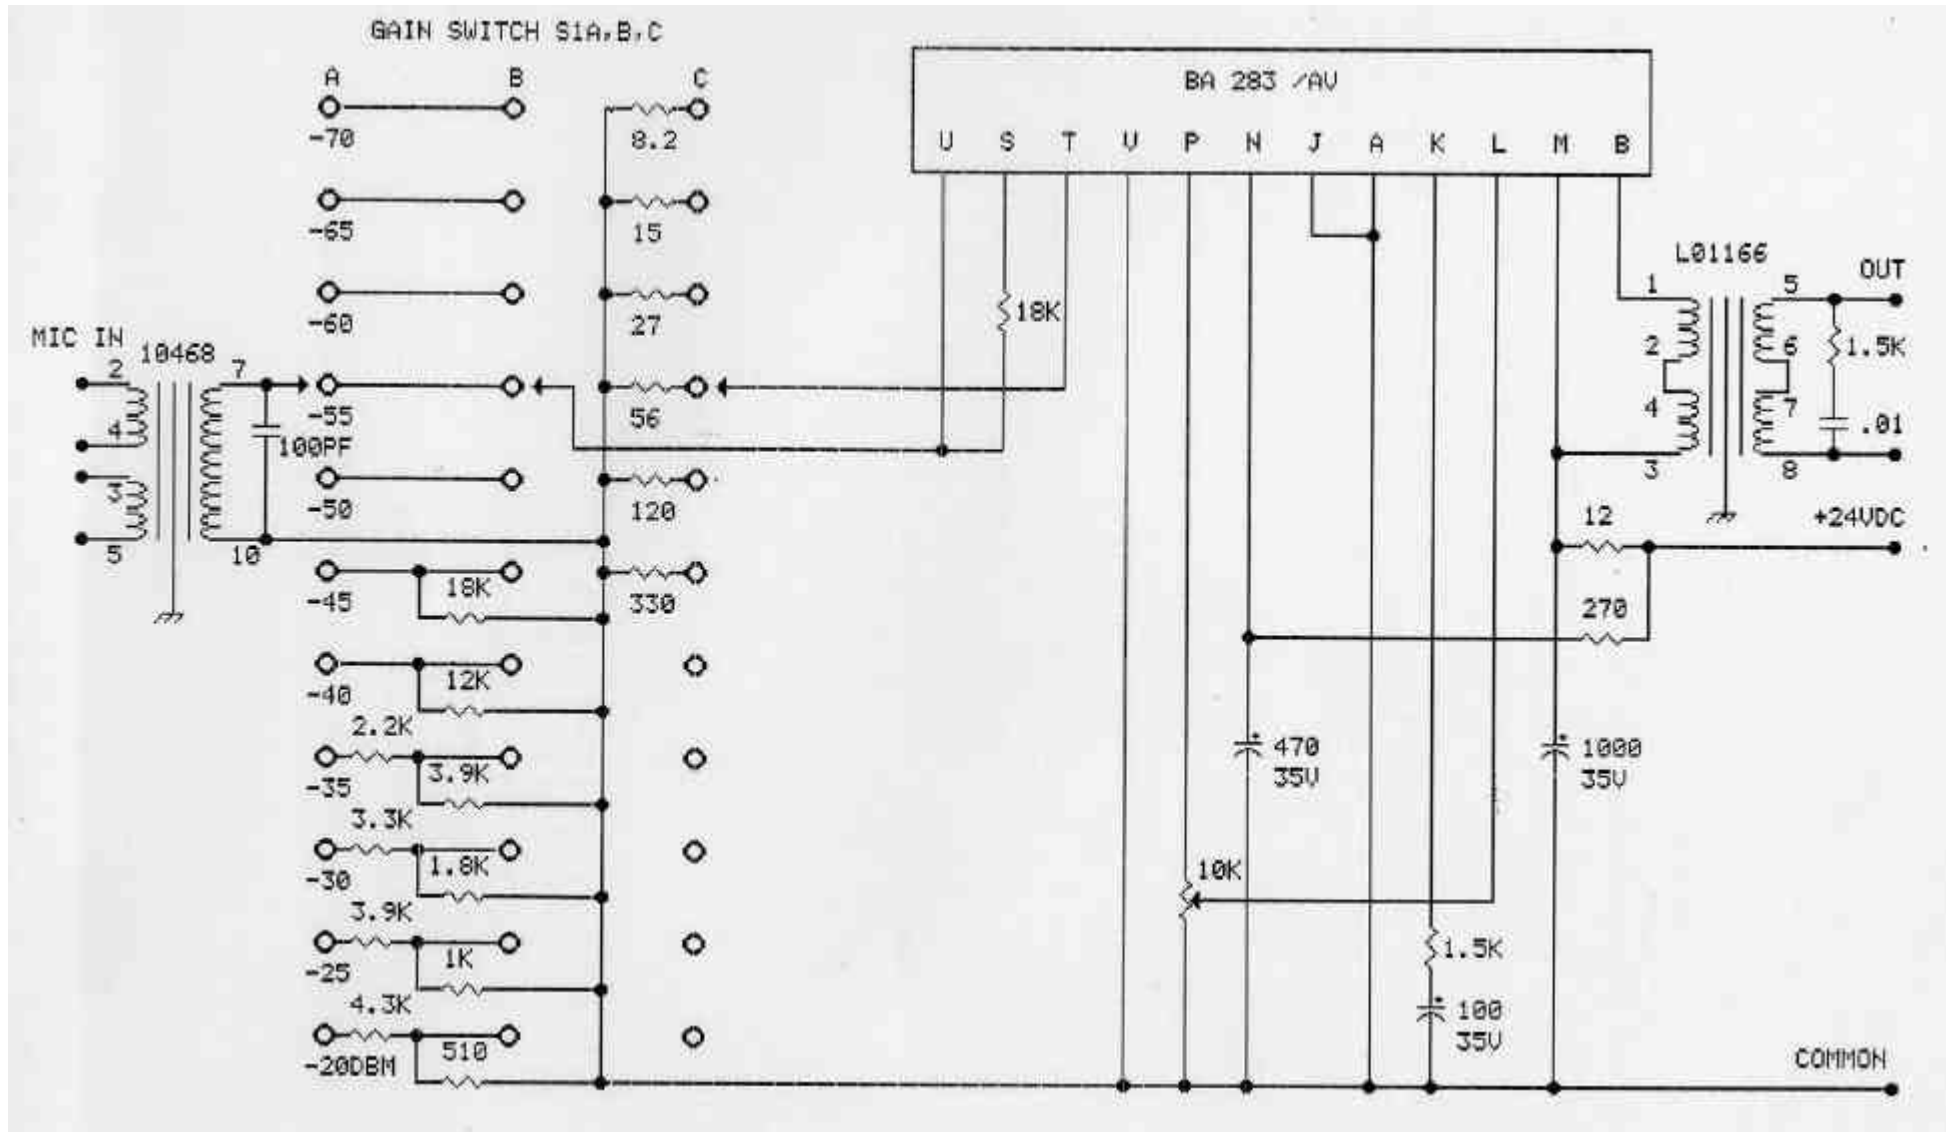 GAIN SWITCH S1A,B,C
A B C
BA 283 /AV
U S T V P N J A K L M B
-70
8.2
-65
15
-60
27
MIC IN
10468
2
7
4
3
5
10
100PF
-55
56
-50
120
-45
18K
330
-40
12K
2.2K
-35
3.9K
3.3K
-30
1.8K
3.9K
-25
1K
4.3K
-20DBM
510
18K
L01166
OUT
1
5
2
6
1.5K
4
7
.01
3
8
12
+24VDC
270
470
35V
1000
35V
10K
1.5K
100
35V
COMMON